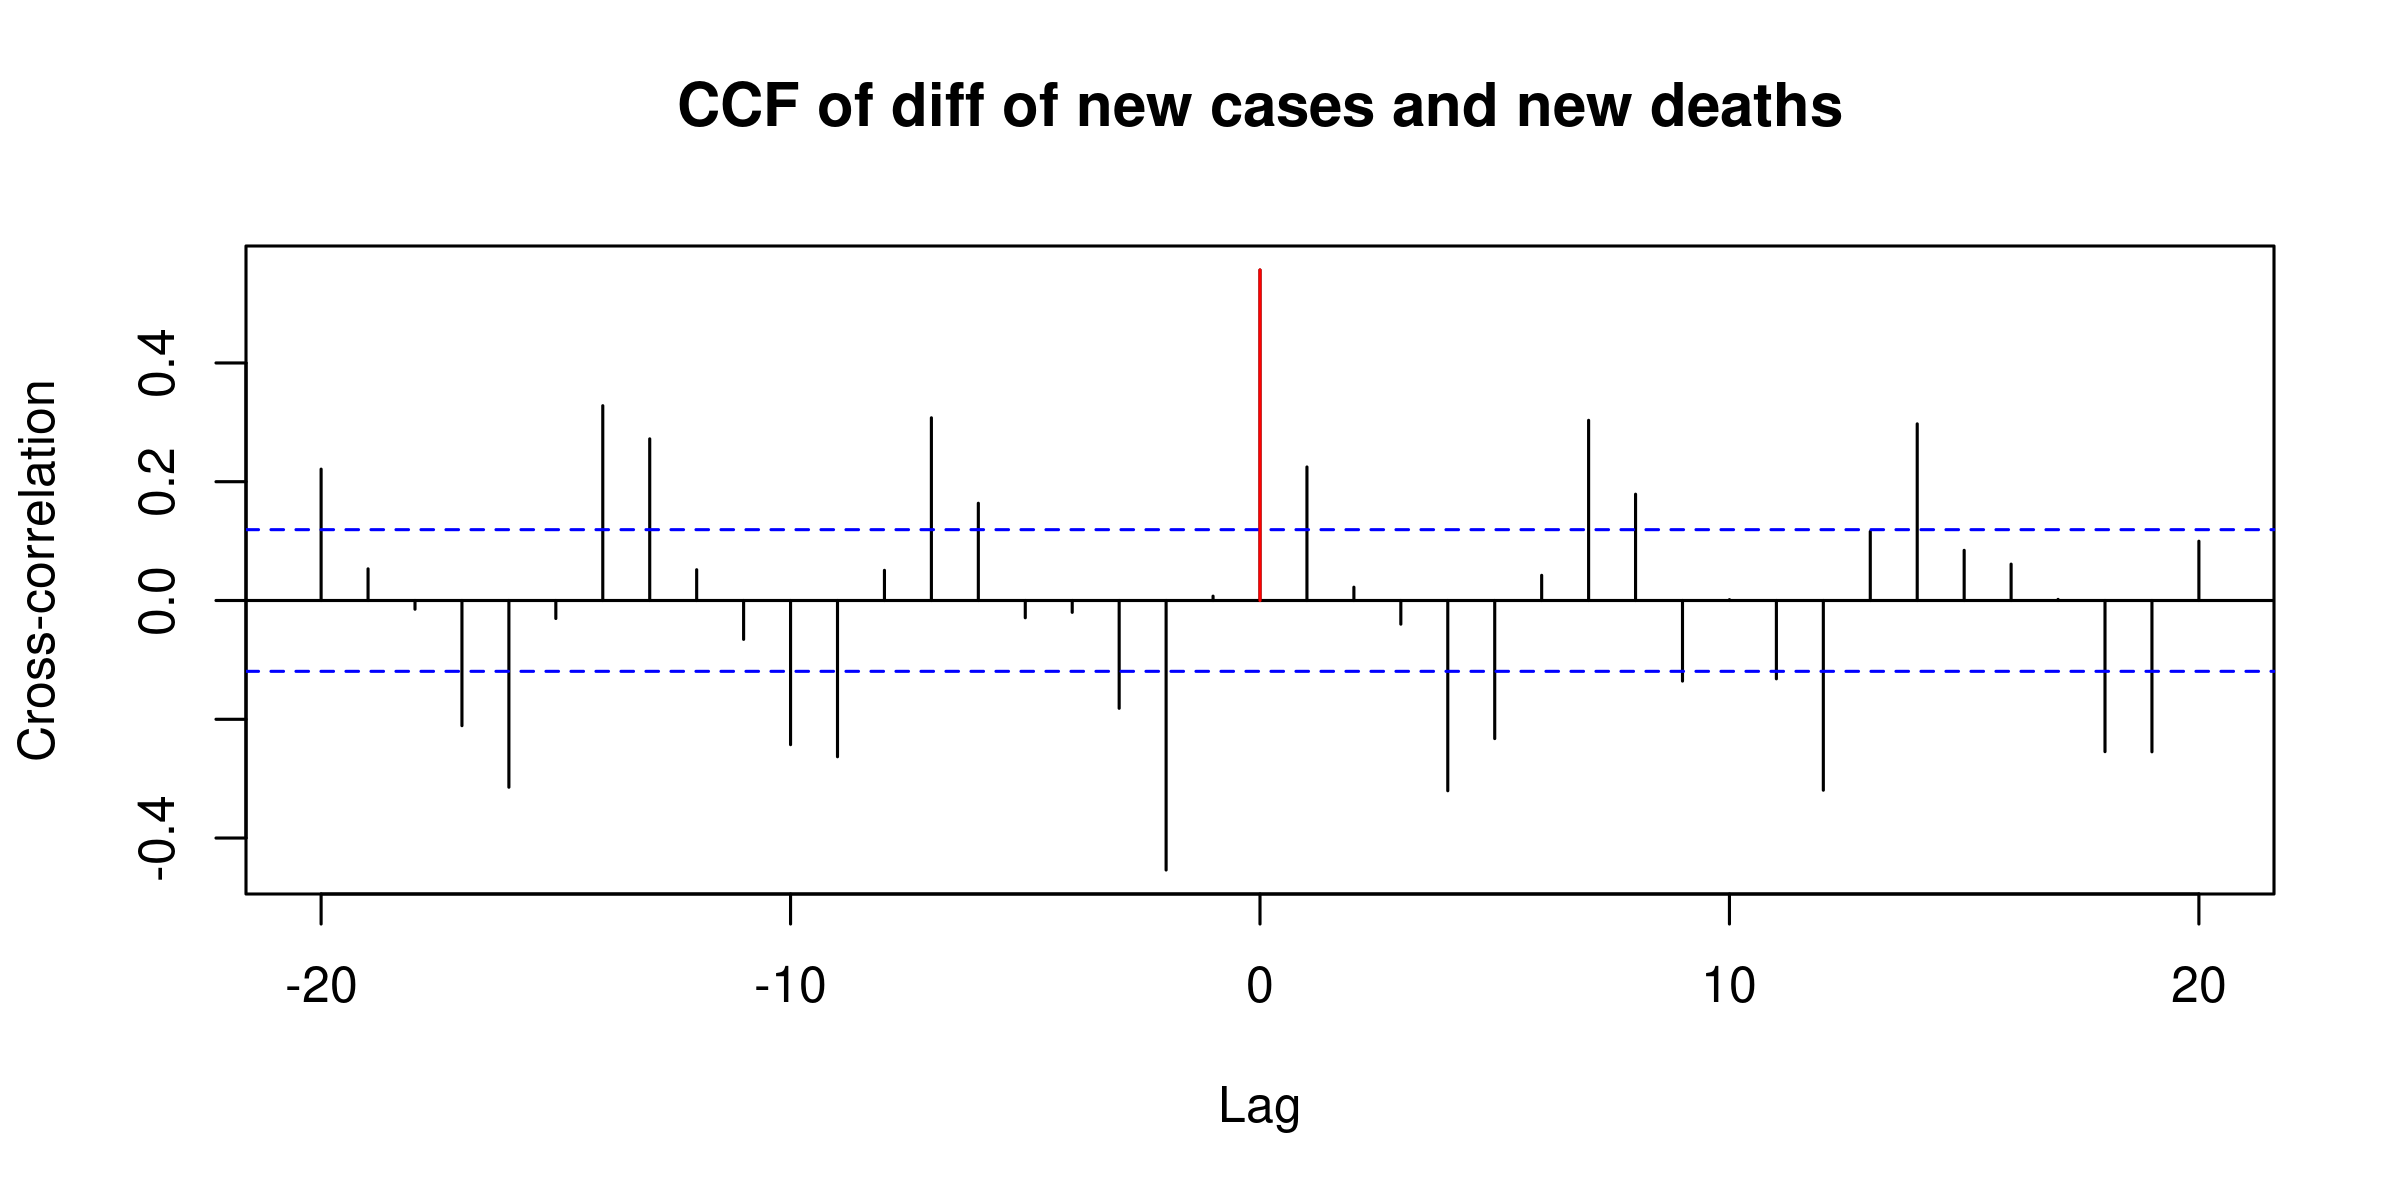 CCF of diff of new cases and new deaths
Cross-correlation
0.4
0.2
0.0
-0.4
-20 -10 0 10 20
Lag